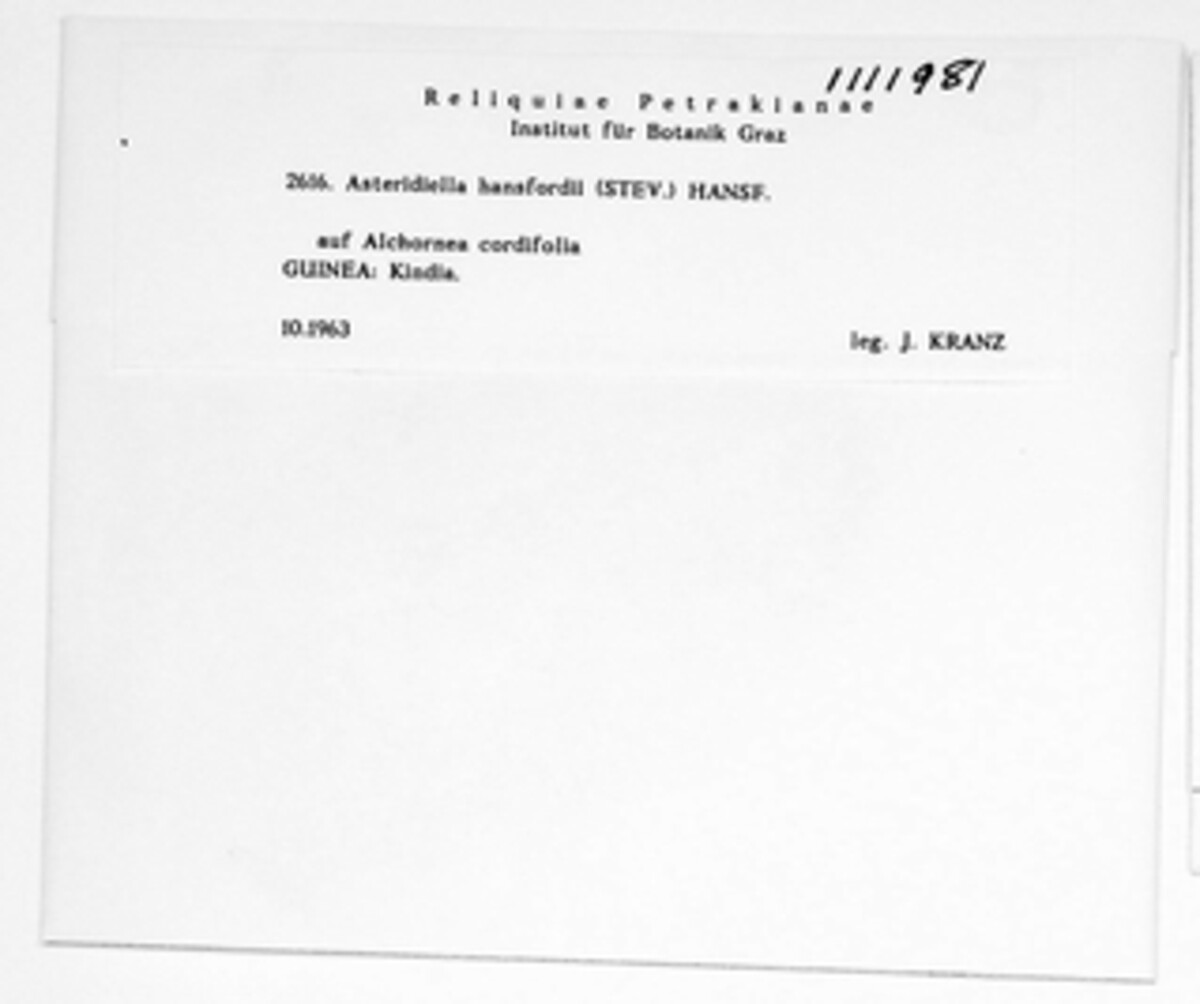 1111981
Reliquiae Petrakianae
Institut für Botanik Graz
2616. Asteridiella hansfordii (STEV.) HANSF.
auf Alchornea cordifolia
GUINEA: Kindia.
10.1963
leg. J. KRANZ